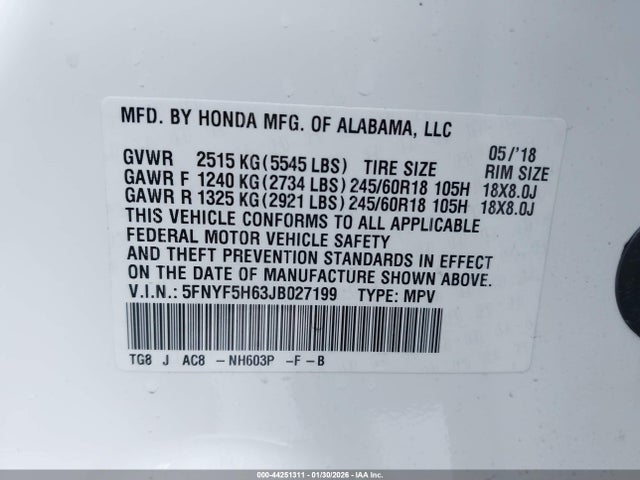 MFD. BY HONDA MFG. OF ALABAMA, LLC
05/'18
GVWR 2515 KG (5545 LBS) TIRE SIZE RIM SIZE
GAWR F 1240 KG (2734 LBS) 245/60R18 105H 18X8.0J
GAWR R 1325 KG (2921 LBS) 245/60R18 105H 18X8.0J
THIS VEHICLE CONFORMS TO ALL APPLICABLE
FEDERAL MOTOR VEHICLE SAFETY
AND THEFT PREVENTION STANDARDS IN EFFECT
ON THE DATE OF MANUFACTURE SHOWN ABOVE.
V.I.N.: 5FNYF5H63JB027199 TYPE: MPV
TG8 J AC8 - NH603P -F-B
000-44251311 - 01/30/2026 - IAA Inc.